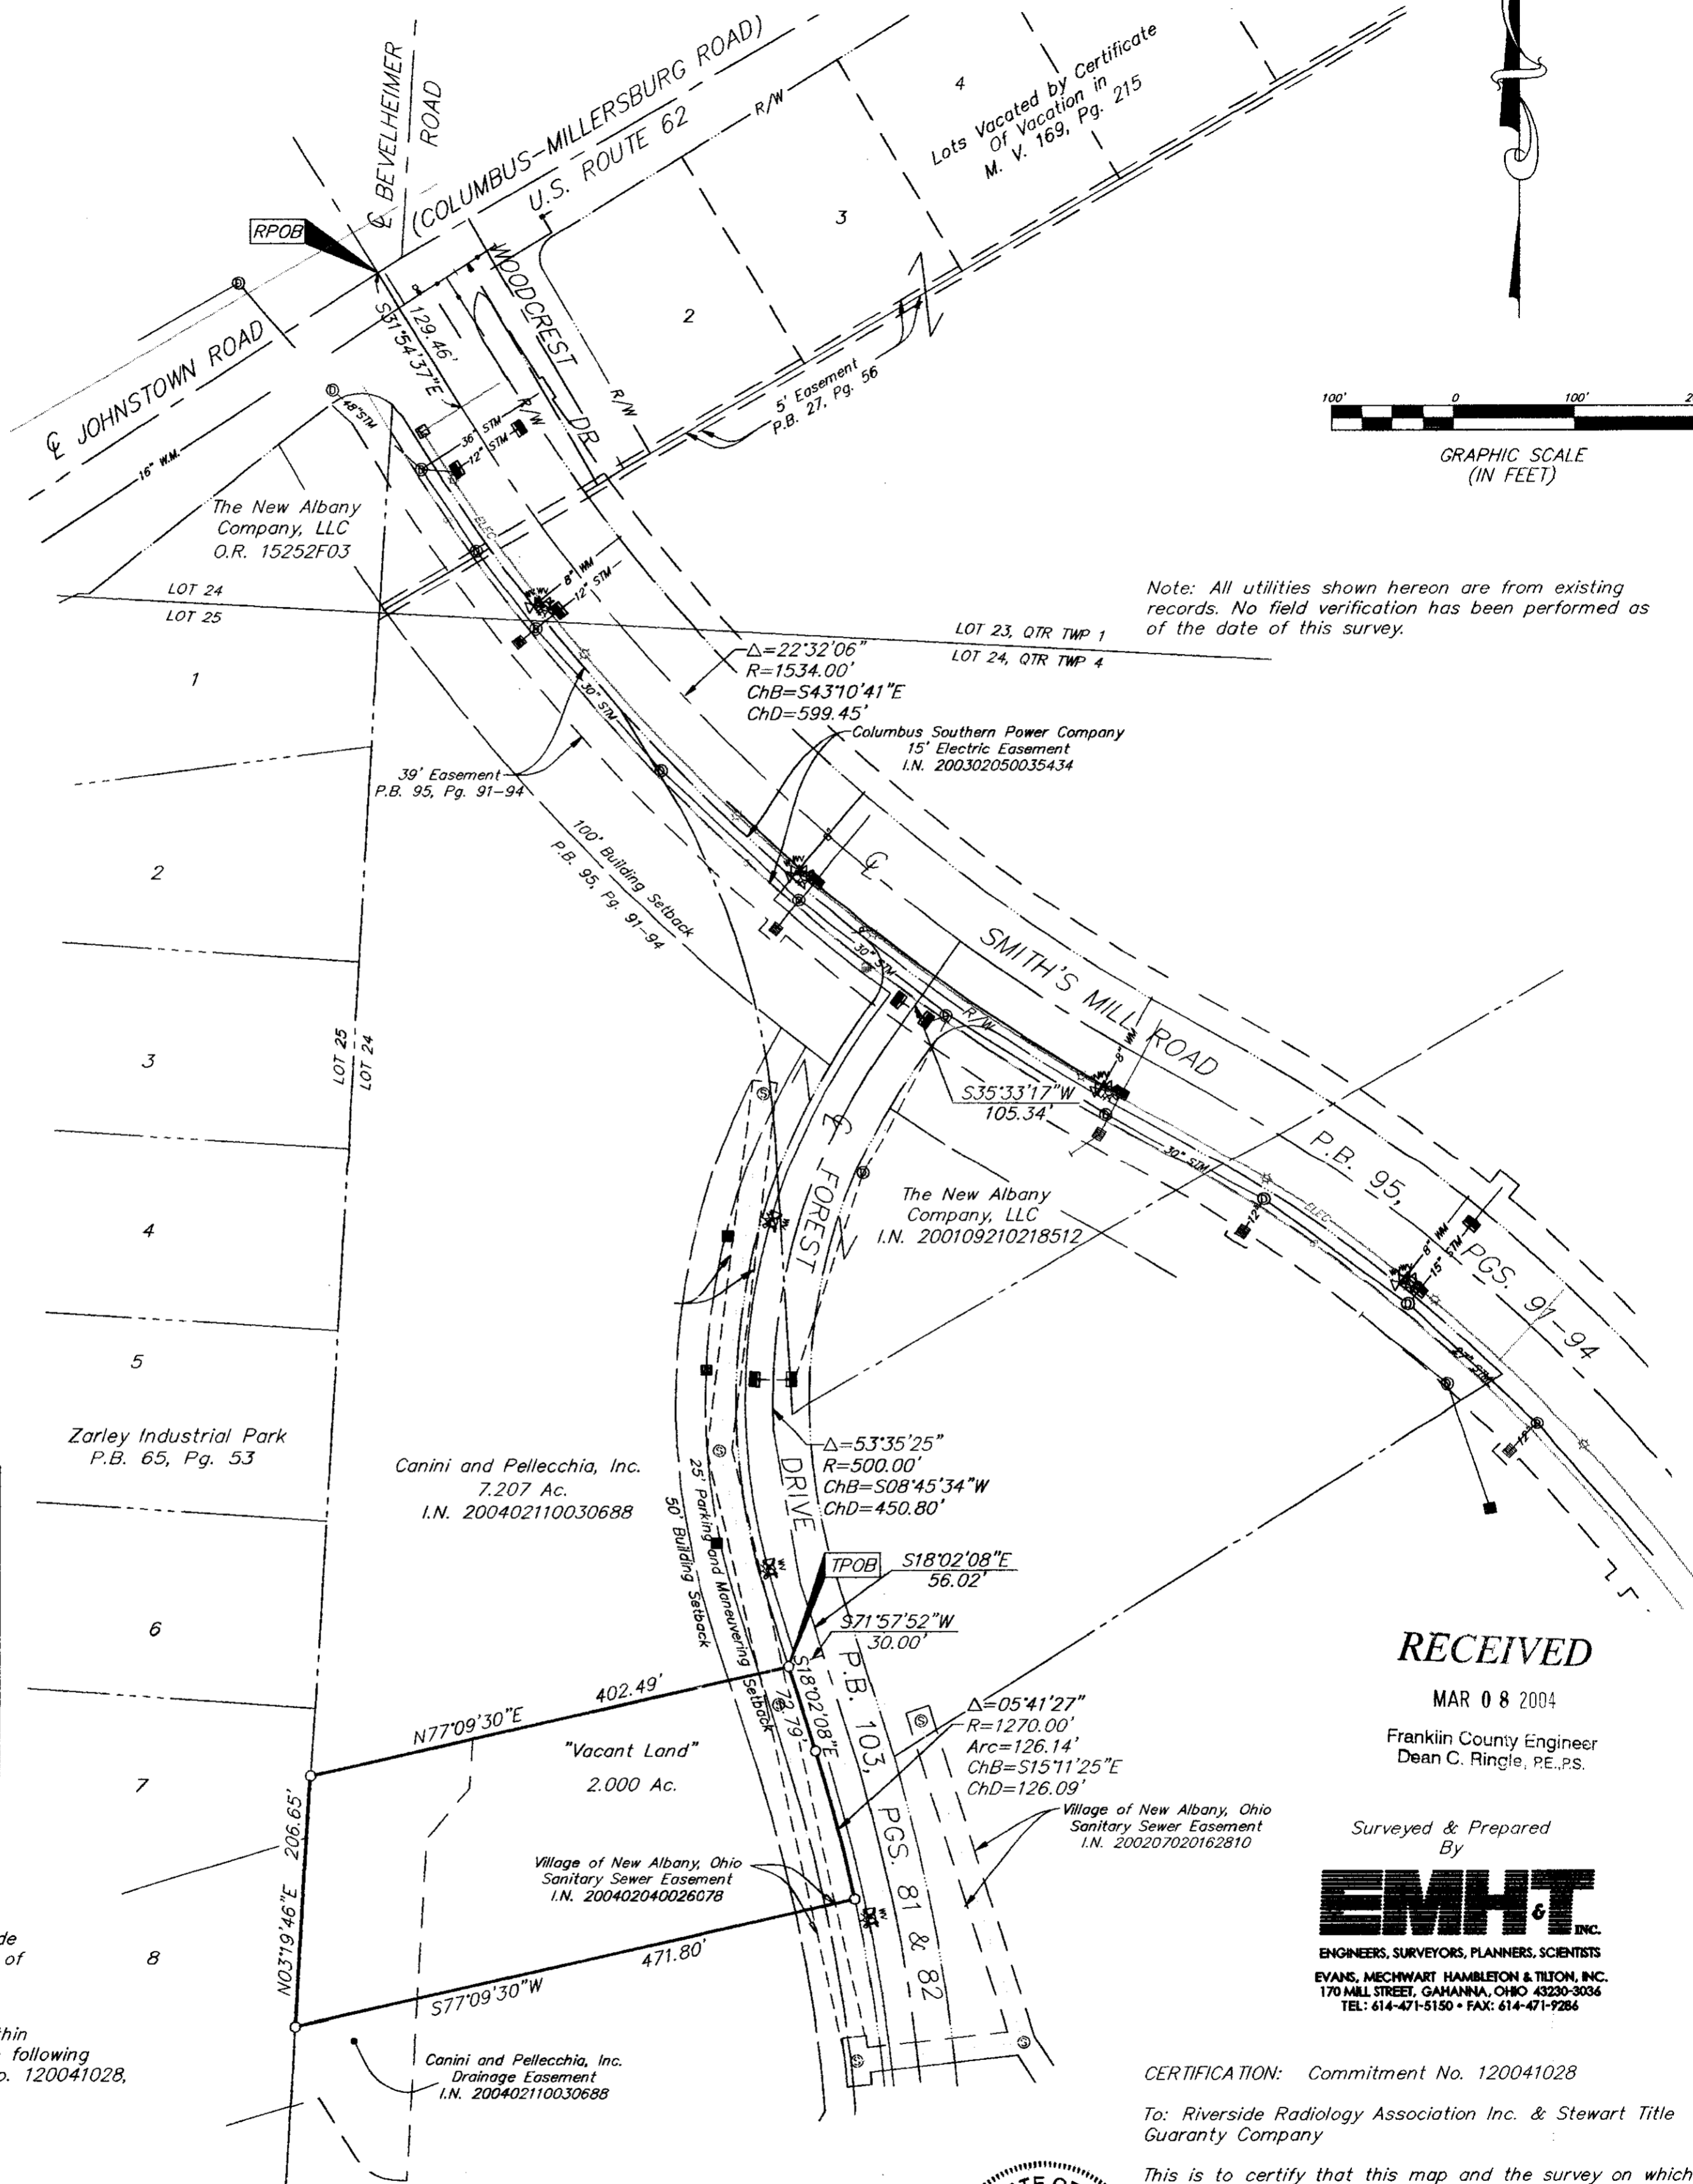 ℄ BEVELHEIMER
ROAD
(COLUMBUS-MILLERSBURG ROAD)
U.S. ROUTE 62
R/W
4
Lots Vacated by Certificate
Of Vacation in
M. V. 169, Pg. 215
3
2
RPOB
℄ JOHNSTOWN ROAD
16" W.M.
129.46'
S31°54'37"E
WOODCREST DR
R/W
R/W
5' Easement
P.B. 27, Pg. 56
48"STM
36" STM
12" STM
ELEC
8" WM
12" STM
100'
0
100'
GRAPHIC SCALE
(IN FEET)
The New Albany
Company, LLC
O.R. 15252F03
LOT 24
LOT 25
LOT 23, QTR TWP 1
LOT 24, QTR TWP 4
Note: All utilities shown hereon are from existing
records. No field verification has been performed as
of the date of this survey.
1
Δ=22°32'06"
R=1534.00'
ChB=S43°10'41"E
ChD=599.45'
30" STM
Columbus Southern Power Company
15' Electric Easement
I.N. 200302050035434
39' Easement
P.B. 95, Pg. 91-94
100' Building Setback
P.B. 95, Pg. 91-94
2
℄
SMITH'S MILL ROAD
30" STM
R/W
8" WM
3
LOT 25
LOT 24
S35°33'17"W
105.34'
P.B. 95,
PGS. 91-94
30" STM
12"
ELEC
8" WM
15" STM
27" STM
12"
4
℄ FOREST
DRIVE
The New Albany
Company, LLC
I.N. 200109210218512
5
Zarley Industrial Park
P.B. 65, Pg. 53
Canini and Pellecchia, Inc.
7.207 Ac.
I.N. 200402110030688
25' Parking and Maneuvering Setback
50' Building Setback
Δ=53°35'25"
R=500.00'
ChB=S08°45'34"W
ChD=450.80'
TPOB
S18°02'08"E
56.02'
S71°57'52"W
30.00'
6
402.49'
N77°09'30"E
S18°02'08"E
72.79'
P.B. 103,
PGS. 81 & 82
"Vacant Land"
2.000 Ac.
Δ=05°41'27"
R=1270.00'
Arc=126.14'
ChB=S15°11'25"E
ChD=126.09'
7
206.65'
N03°19'46"E
Village of New Albany, Ohio
Sanitary Sewer Easement
I.N. 200207020162810
Village of New Albany, Ohio
Sanitary Sewer Easement
I.N. 200402040026078
8
471.80'
S77°09'30"W
Canini and Pellecchia, Inc.
Drainage Easement
I.N. 200402110030688
of
following
120041028,
RECEIVED
MAR 08 2004
Franklin County Engineer
Dean C. Ringle, P.E.,P.S.
Surveyed & Prepared
By
EMH&T INC.
ENGINEERS, SURVEYORS, PLANNERS, SCIENTISTS
EVANS, MECHWART HAMBLETON & TILTON, INC.
170 MILL STREET, GAHANNA, OHIO 43230-3036
TEL: 614-471-5150 • FAX: 614-471-9286
CERTIFICATION: Commitment No. 120041028
To: Riverside Radiology Association Inc. & Stewart Title
Guaranty Company
This is to certify that this map and the survey on which